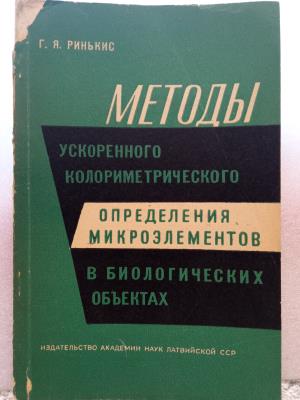 Г. Я. РИНЬКИС
МЕТОДЫ
УСКОРЕННОГО
КОЛОРИМЕТРИЧЕСКОГО
ОПРЕДЕЛЕНИЯ
МИКРОЭЛЕМЕНТОВ
В БИОЛОГИЧЕСКИХ
ОБЪЕКТАХ
ИЗДАТЕЛЬСТВО АКАДЕМИИ НАУК ЛАТВИЙСКОЙ ССР